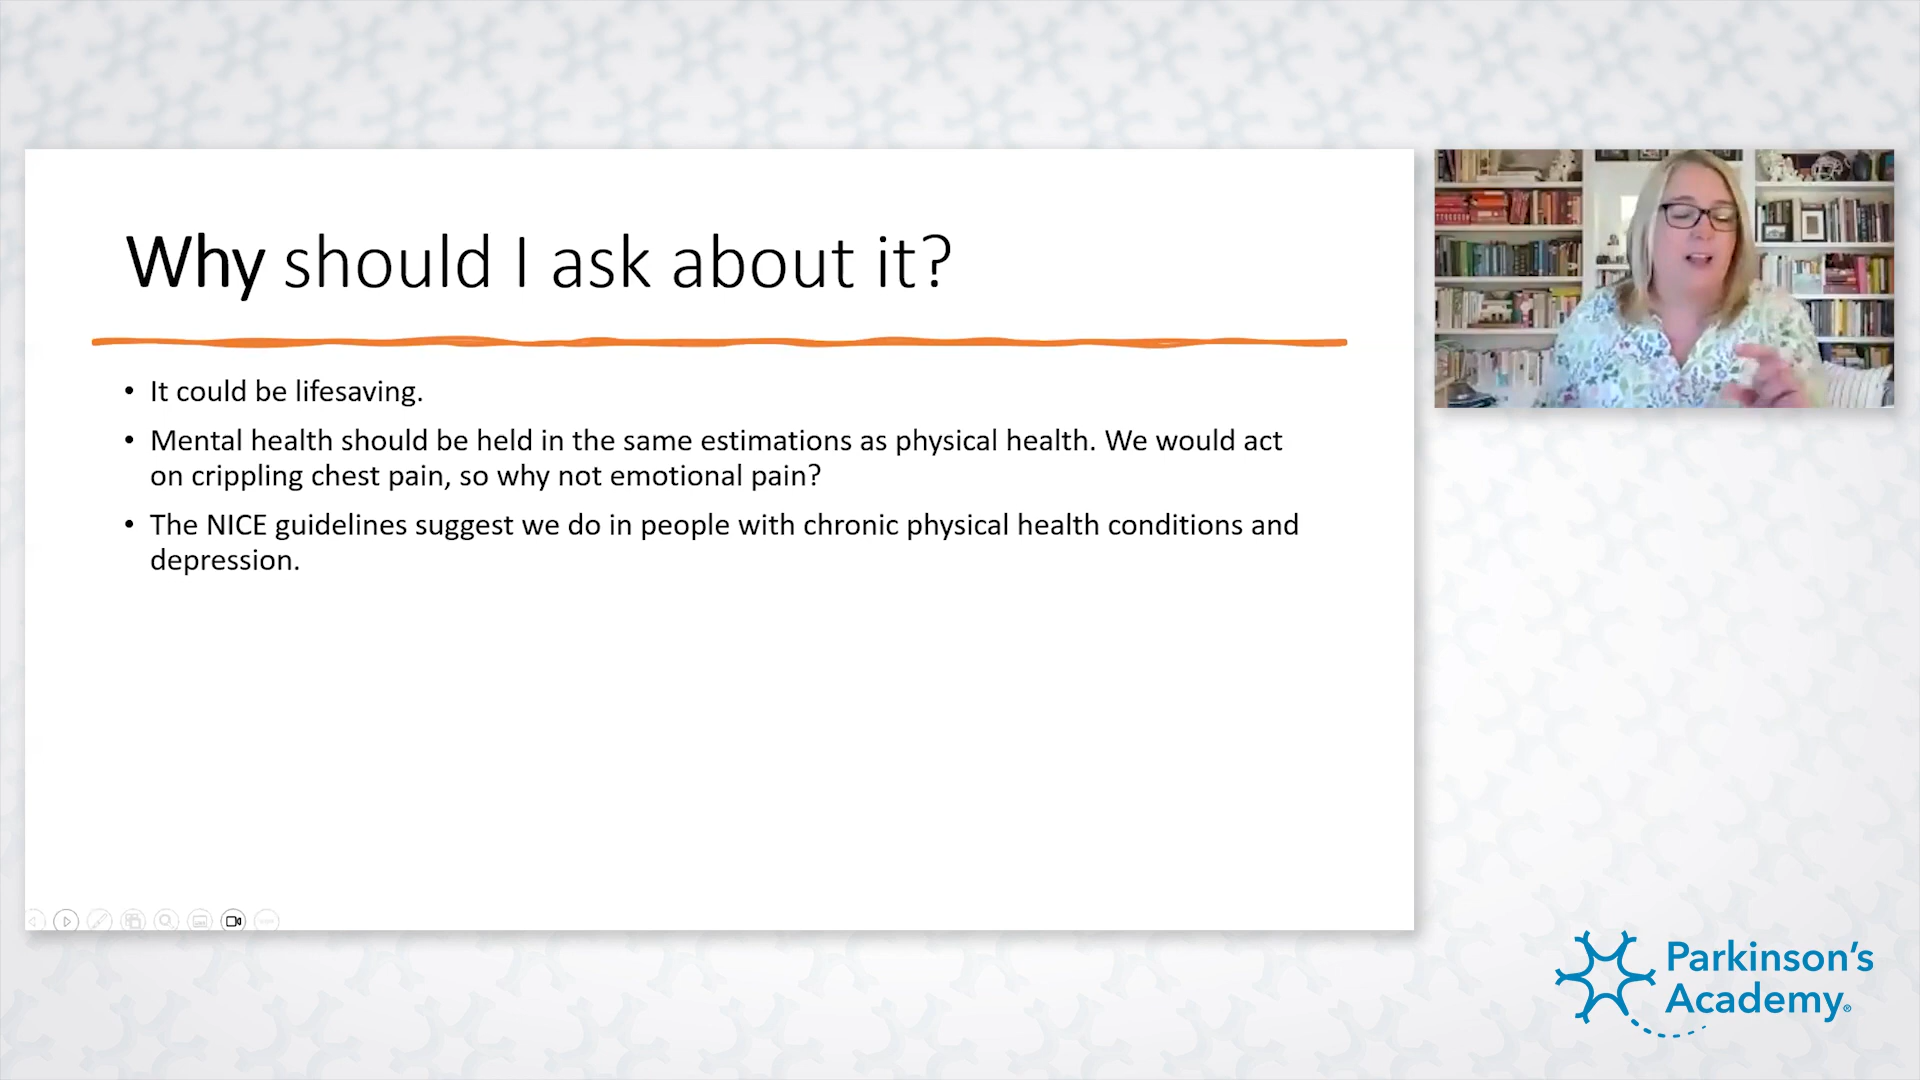 Why should I ask about it?
• It could be lifesaving.
• Mental health should be held in the same estimations as physical health. We would act
on crippling chest pain, so why not emotional pain?
• The NICE guidelines suggest we do in people with chronic physical health conditions and
depression.
Parkinson's
Academy®